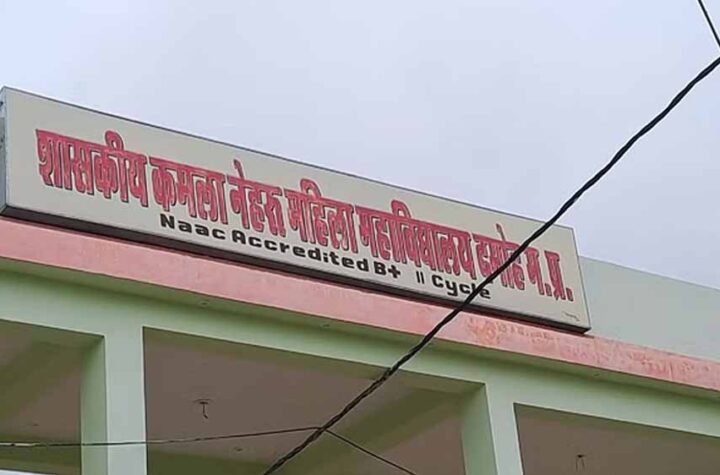 शासकीय कमला नेहरु महिला महाविद्यालय दमोह म.प्र.
Naac Accredited B+ II Cycle